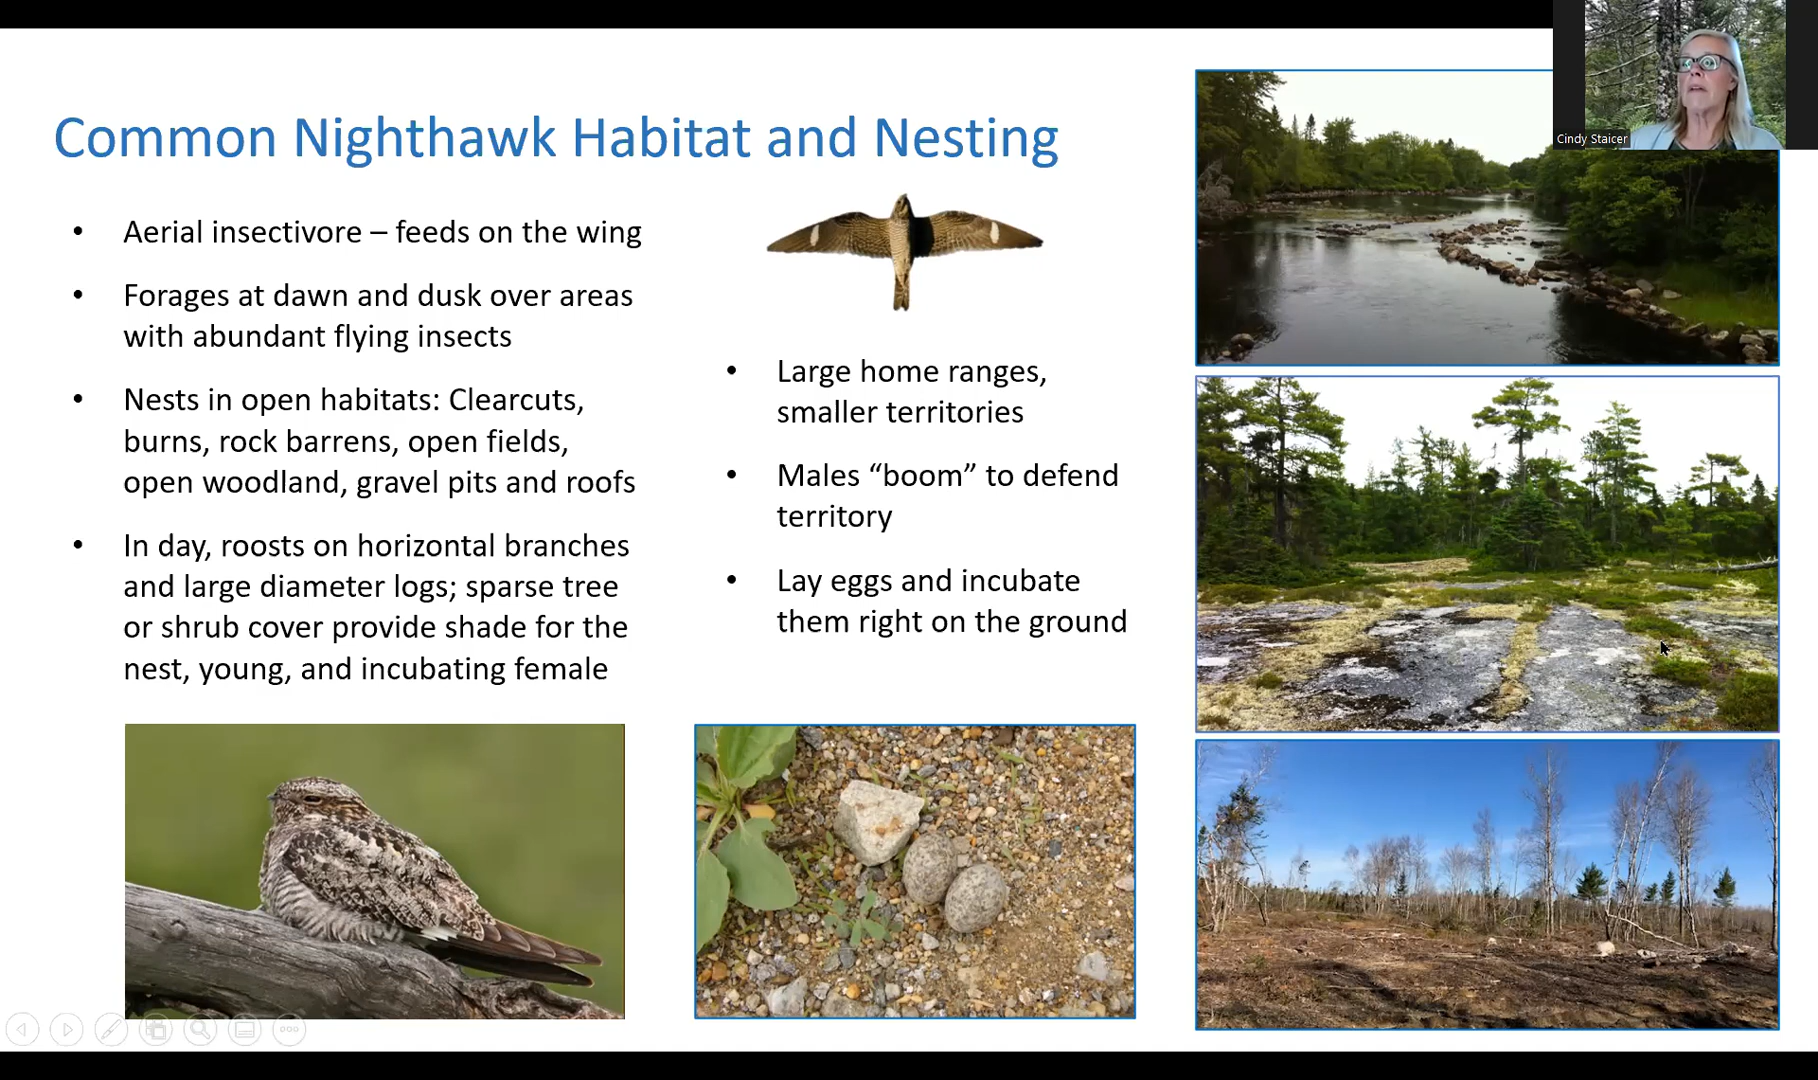 Cindy Staicer
Common Nighthawk Habitat and Nesting
• Aerial insectivore – feeds on the wing
• Forages at dawn and dusk over areas
with abundant flying insects
• Nests in open habitats: Clearcuts,
burns, rock barrens, open fields,
open woodland, gravel pits and roofs
• In day, roosts on horizontal branches
and large diameter logs; sparse tree
or shrub cover provide shade for the
nest, young, and incubating female
• Large home ranges,
smaller territories
• Males “boom” to defend
territory
• Lay eggs and incubate
them right on the ground